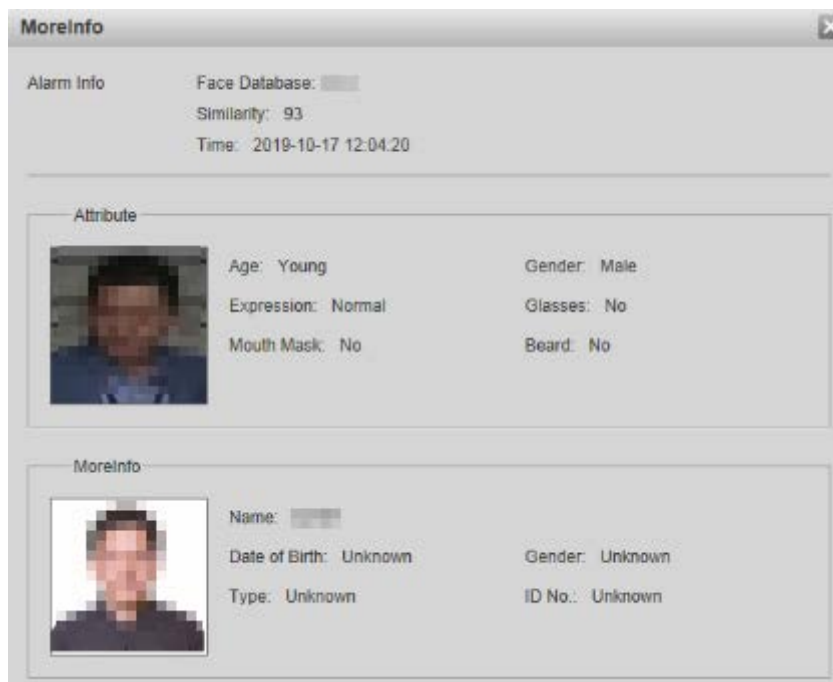 MoreInfo
Alarm Info
Face Database:
Similarity: 93
Time: 2019-10-17 12:04:20
Attribute
Age: Young Gender: Male
Expression: Normal Glasses: No
Mouth Mask: No Beard: No
MoreInfo
Name:
Date of Birth: Unknown Gender: Unknown
Type: Unknown ID No.: Unknown